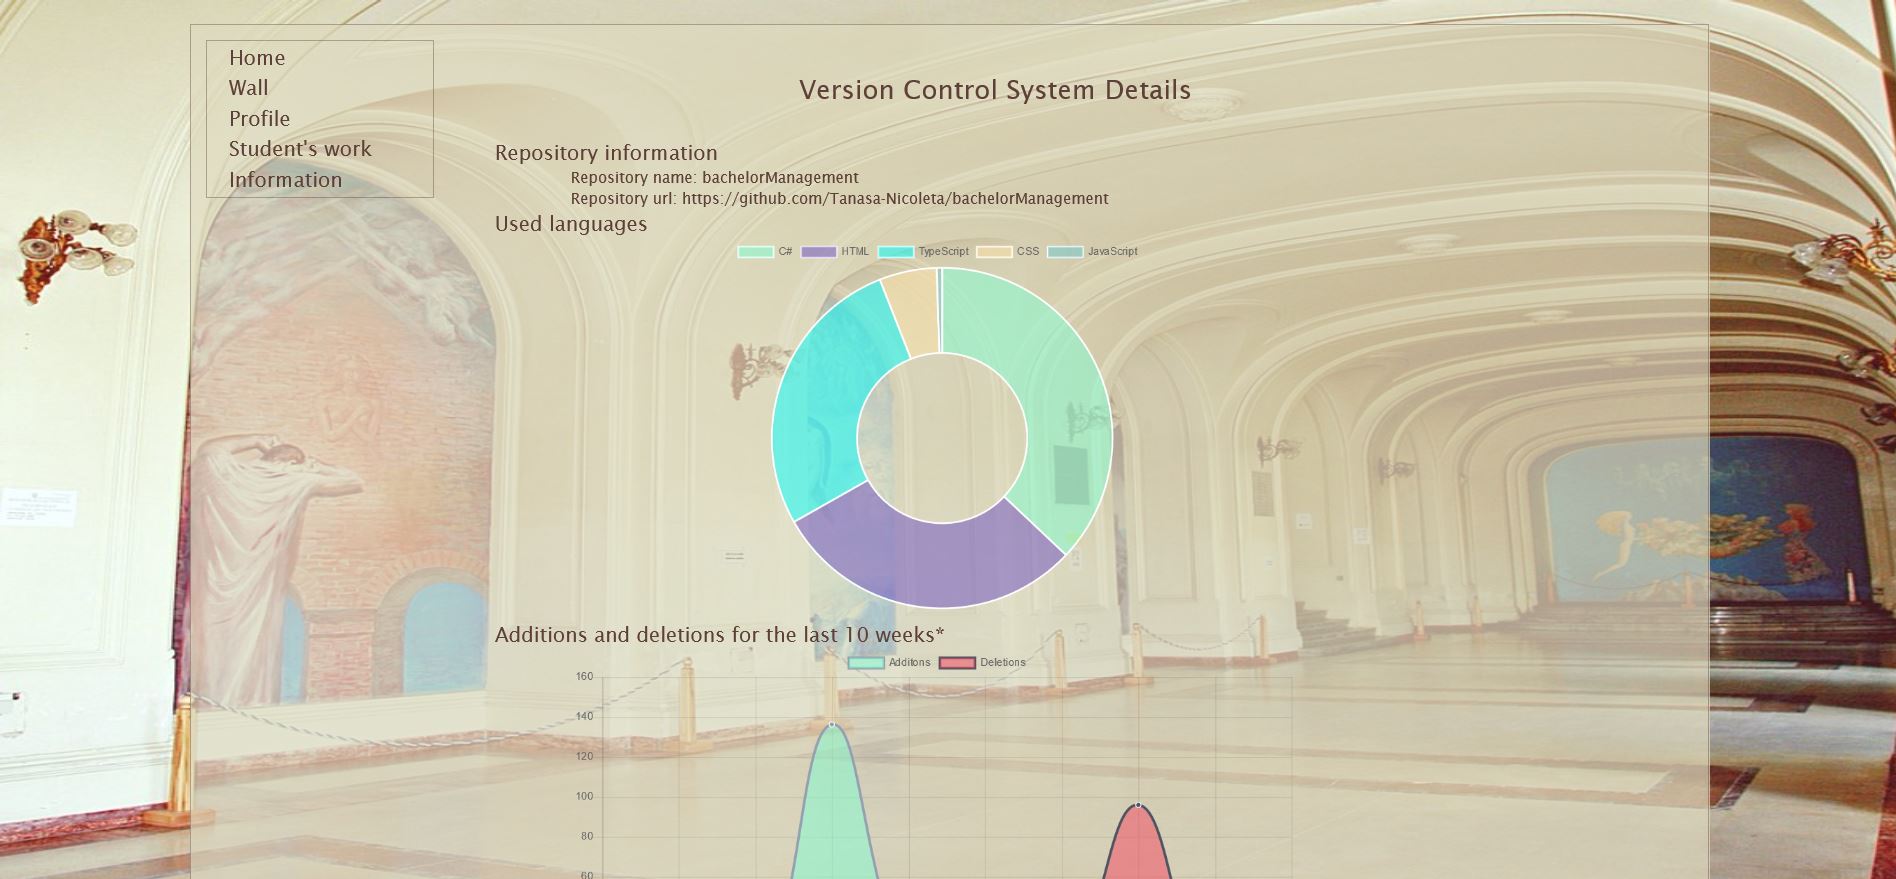 Home
Wall
Profile
Student's work
Information
Version Control System Details
Repository information
Repository name: bachelorManagement
Repository url: https://github.com/Tanasa-Nicoleta/bachelorManagement
Used languages
C# HTML TypeScript CSS JavaScript
Additions and deletions for the last 10 weeks*
Additons Deletions
160
140
120
100
80
60